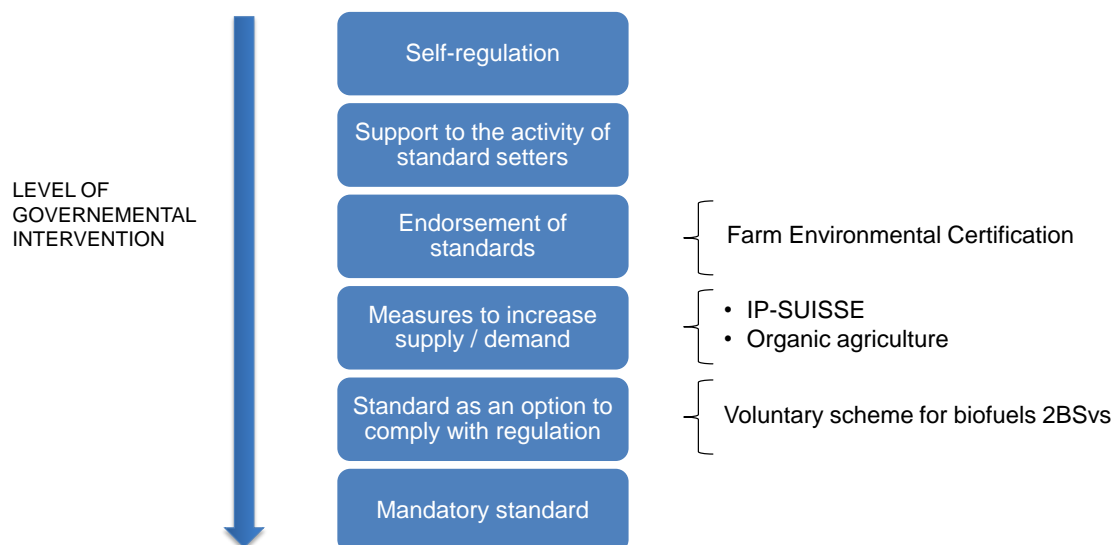 Self-regulation
Support to the activity of
standard setters
LEVEL OF
GOVERNEMENTAL
INTERVENTION
Endorsement of
standards
Farm Environmental Certification
Measures to increase
supply / demand
• IP-SUISSE
• Organic agriculture
Standard as an option to
comply with regulation
Voluntary scheme for biofuels 2BSvs
Mandatory standard